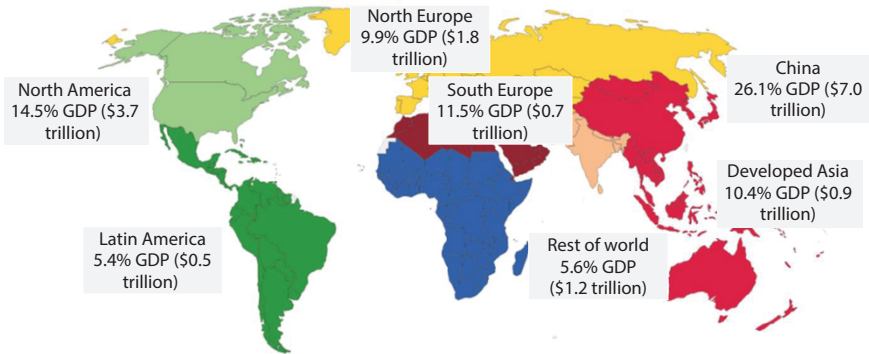 North Europe
9.9% GDP ($1.8
trillion)
North America
14.5% GDP ($3.7
trillion)
South Europe
11.5% GDP ($0.7
trillion)
China
26.1% GDP ($7.0
trillion)
Developed Asia
10.4% GDP ($0.9
trillion)
Latin America
5.4% GDP ($0.5
trillion)
Rest of world
5.6% GDP
($1.2 trillion)